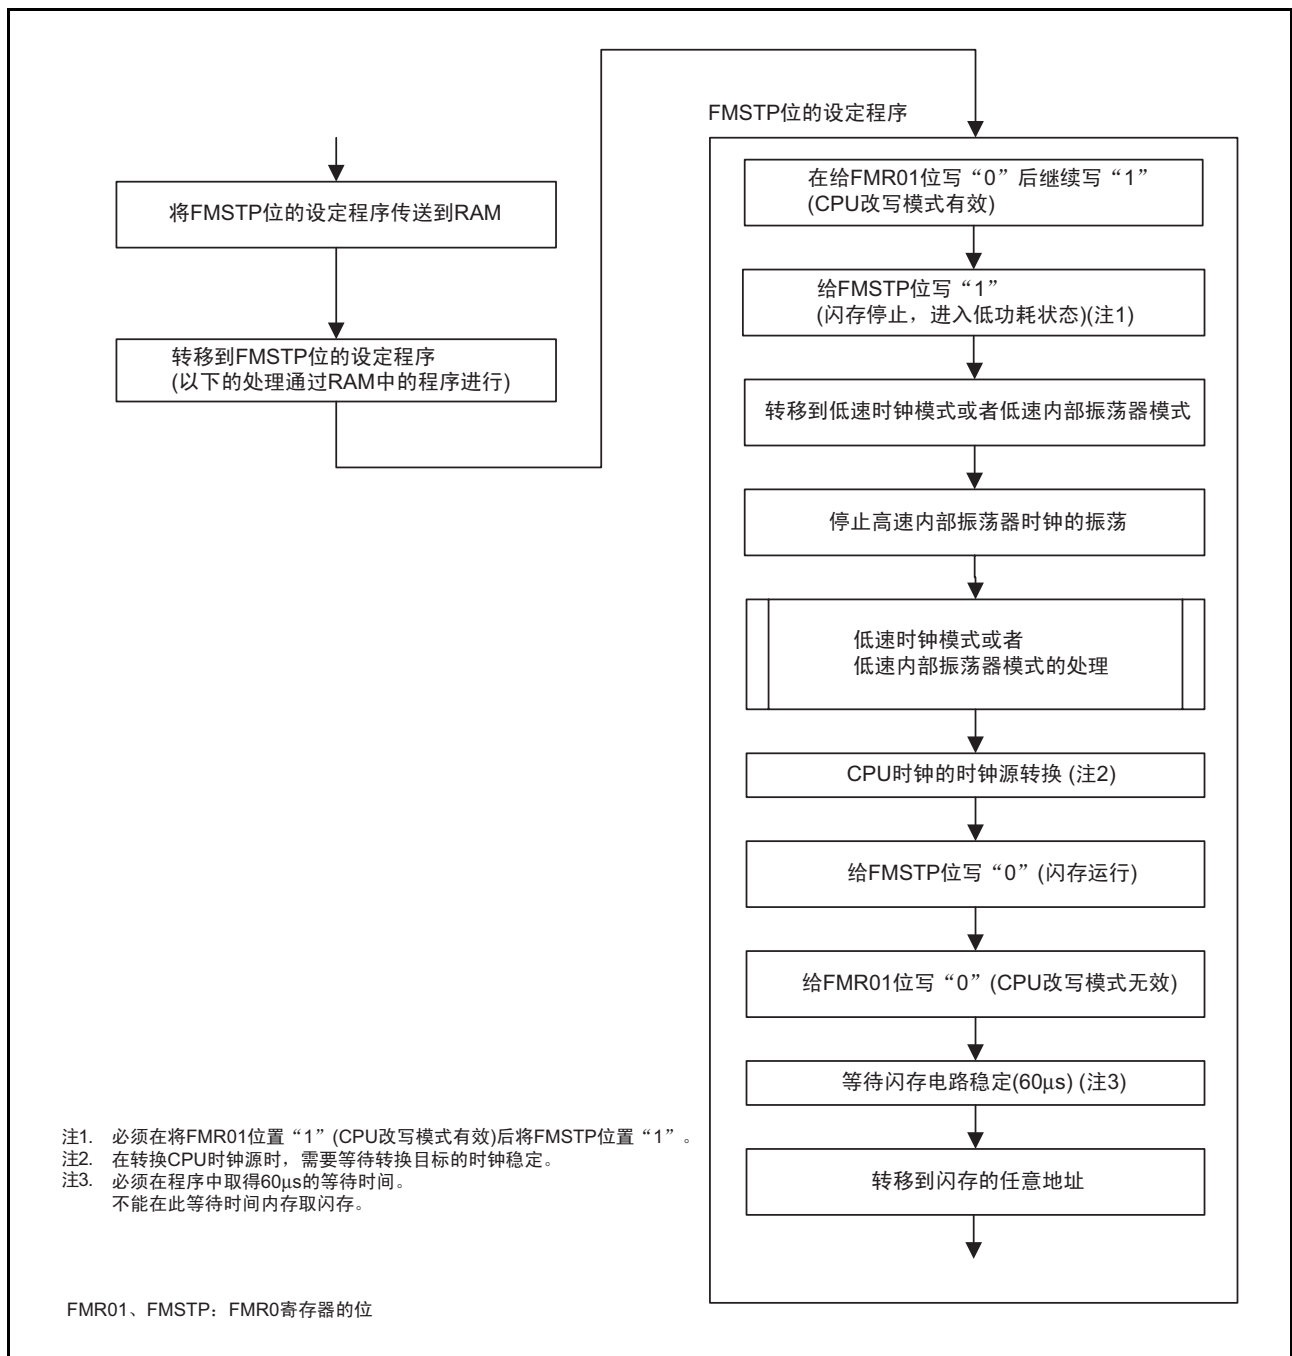 将FMSTP位的设定程序传送到RAM
转移到FMSTP位的设定程序
(以下的处理通过RAM中的程序进行)
FMSTP位的设定程序
在给FMR01位写“0”后继续写“1”
(CPU改写模式有效)
给FMSTP位写“1”
(闪存停止，进入低功耗状态)(注1)
转移到低速时钟模式或者低速内部振荡器模式
停止高速内部振荡器时钟的振荡
低速时钟模式或者
低速内部振荡器模式的处理
CPU时钟的时钟源转换 (注2)
给FMSTP位写“0” (闪存运行)
给FMR01位写“0” (CPU改写模式无效)
等待闪存电路稳定(60μs) (注3)
转移到闪存的任意地址
注1. 必须在将FMR01位置“1” (CPU改写模式有效)后将FMSTP位置“1”。
注2. 在转换CPU时钟源时，需要等待转换目标的时钟稳定。
注3. 必须在程序中取得60μs的等待时间。
不能在此等待时间内存取闪存。
FMR01、FMSTP：FMR0寄存器的位